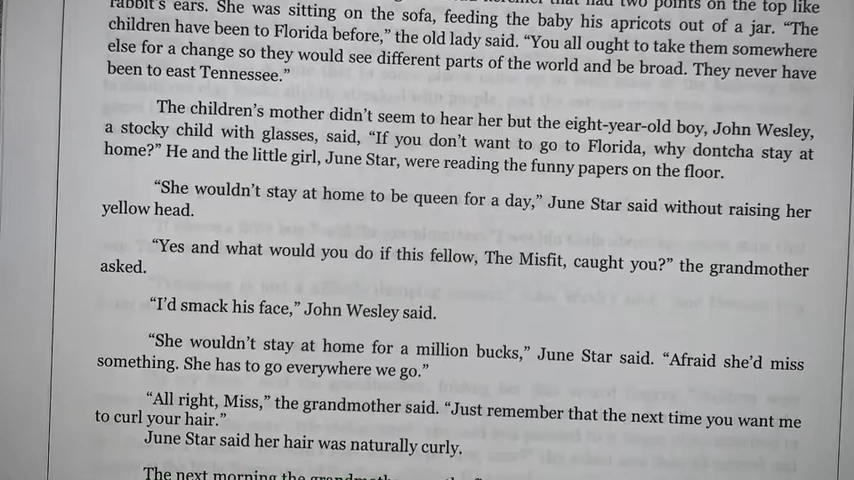 rabbit's ears. She was sitting on the sofa, feeding the baby his apricots out of a jar. “The
children have been to Florida before,” the old lady said. “You all ought to take them somewhere
else for a change so they would see different parts of the world and be broad. They never have
been to east Tennessee.”
The children’s mother didn’t seem to hear her but the eight-year-old boy, John Wesley,
a stocky child with glasses, said, “If you don’t want to go to Florida, why dontcha stay at
home?” He and the little girl, June Star, were reading the funny papers on the floor.
“She wouldn’t stay at home to be queen for a day,” June Star said without raising her
yellow head.
“Yes and what would you do if this fellow, The Misfit, caught you?” the grandmother
asked.
“I’d smack his face,” John Wesley said.
“She wouldn’t stay at home for a million bucks,” June Star said. “Afraid she’d miss
something. She has to go everywhere we go.”
“All right, Miss,” the grandmother said. “Just remember that the next time you want me
to curl your hair.”
June Star said her hair was naturally curly.
The next morning the